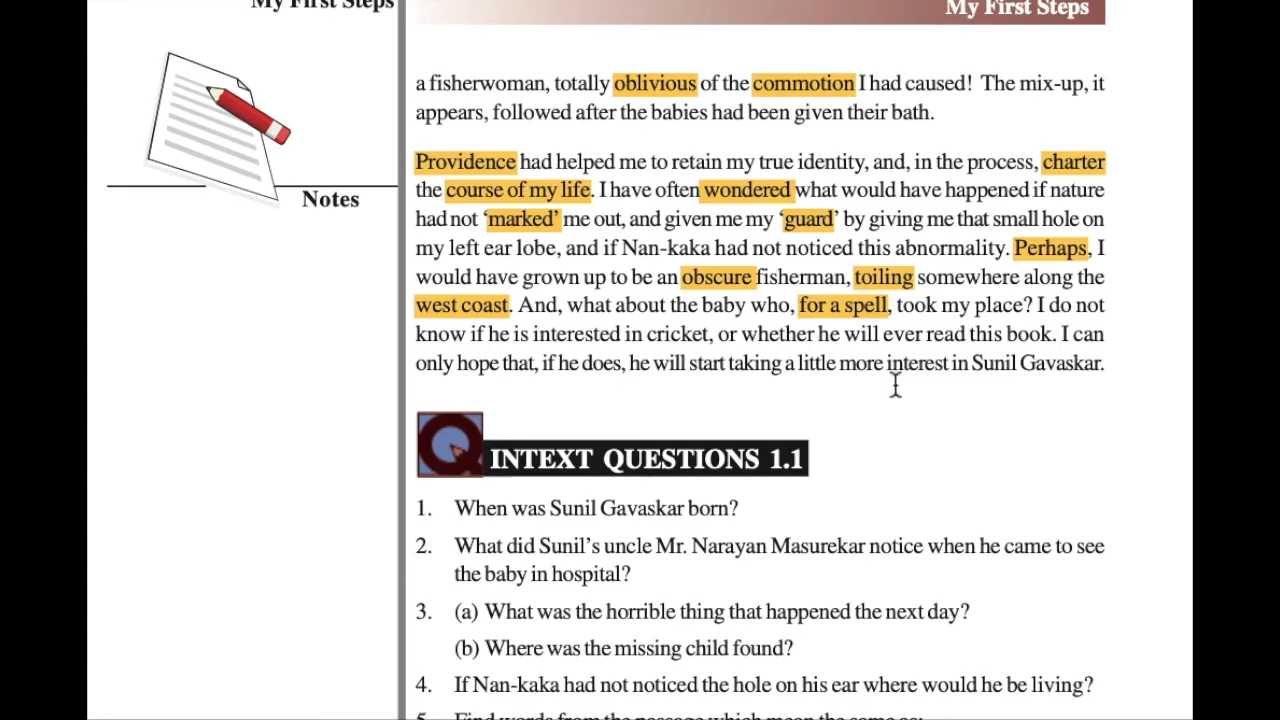 My First Steps
My First Steps
Notes
a fisherwoman, totally oblivious of the commotion I had caused! The mix-up, it
appears, followed after the babies had been given their bath.
Providence had helped me to retain my true identity, and, in the process, charter
the course of my life. I have often wondered what would have happened if nature
had not ‘marked’ me out, and given me my ‘guard’ by giving me that small hole on
my left ear lobe, and if Nan-kaka had not noticed this abnormality. Perhaps, I
would have grown up to be an obscure fisherman, toiling somewhere along the
west coast. And, what about the baby who, for a spell, took my place? I do not
know if he is interested in cricket, or whether he will ever read this book. I can
only hope that, if he does, he will start taking a little more interest in Sunil Gavaskar.
Q
INTEXT QUESTIONS 1.1
1. When was Sunil Gavaskar born?
2. What did Sunil’s uncle Mr. Narayan Masurekar notice when he came to see
the baby in hospital?
3. (a) What was the horrible thing that happened the next day?
(b) Where was the missing child found?
4. If Nan-kaka had not noticed the hole on his ear where would he be living?
5. Find words from the passage which mean the same as: